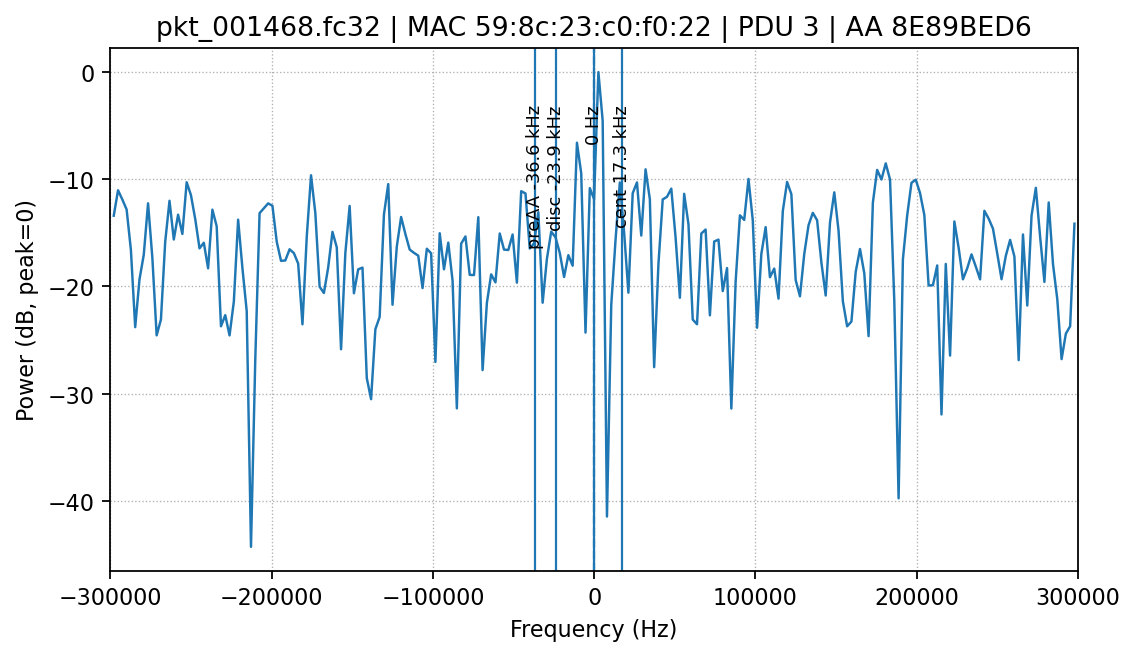 pkt_001468.fc32 | MAC 59:8c:23:c0:f0:22 | PDU 3 | AA 8E89BED6
Power (dB, peak=0)
0
−10
−20
−30
−40
preAA -36.6 kHz
disc -23.9 kHz
0 Hz
cent 17.3 kHz
−300000
−200000
−100000
0
100000
200000
300000
Frequency (Hz)